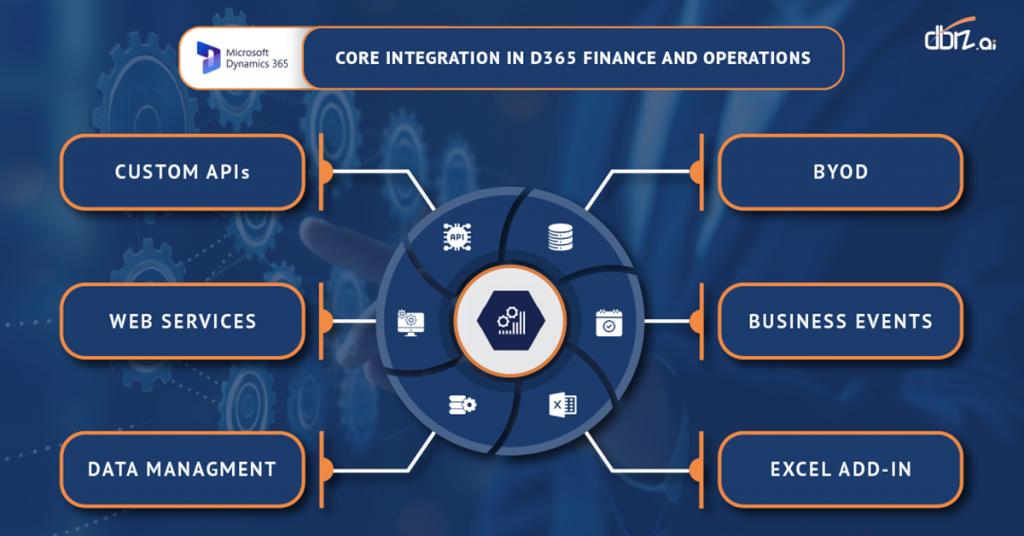 Microsoft
Dynamics 365
CORE INTEGRATION IN D365 FINANCE AND OPERATIONS
dbiz.ai
CUSTOM APIs
BYOD
API
WEB SERVICES
BUSINESS EVENTS
X
DATA MANAGMENT
EXCEL ADD-IN